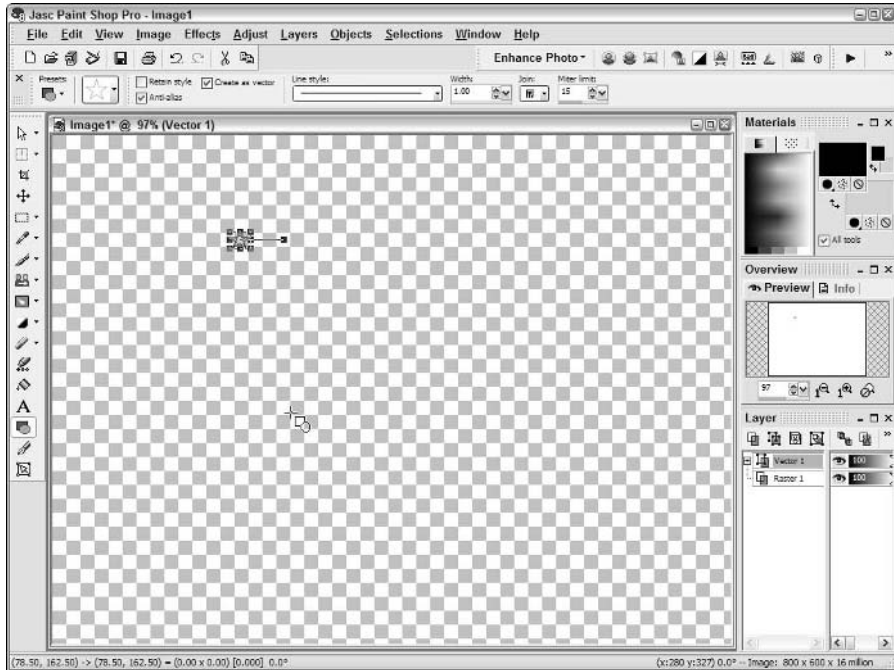 Jasc Paint Shop Pro - Image1
File Edit View Image Effects Adjust Layers Objects Selections Window Help
Enhance Photo
Presets:
Retain style
Create as vector
Anti-alias
Line style:
Width:
1.00
Join:
Miter limit:
15
Image1* @ 97% (Vector 1)
A
Materials
All tools
Overview
Preview Info
97
Layer
Vector 1 100
Raster 1 100
(78.50, 162.50) -> (78.50, 162.50) = (0.00 x 0.00) [0.000] 0.0°
(x:280 y:327) 0.0° -- Image: 800 x 600 x 16 million